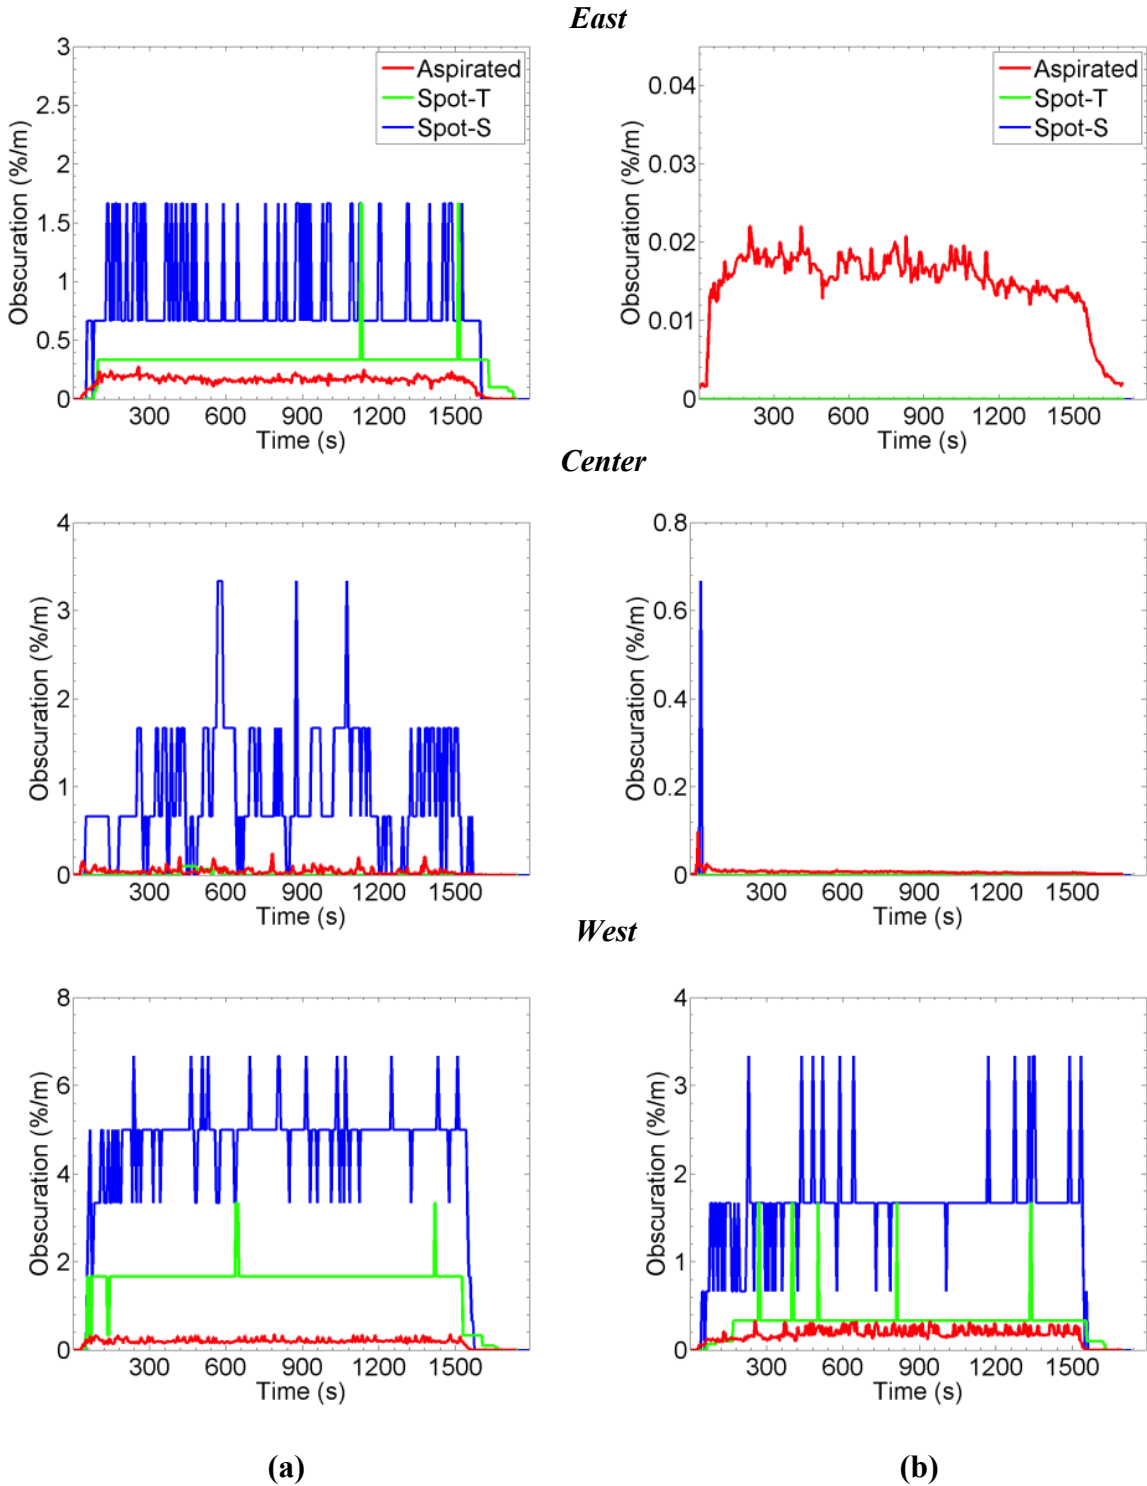 East
3
2.5
2
1.5
1
0.5
0
Obscuration (%/m)
300 600 900 1200 1500
Time (s)
Aspirated
Spot-T
Spot-S
0.04
0.03
0.02
0.01
0
Obscuration (%/m)
300 600 900 1200 1500
Time (s)
Aspirated
Spot-T
Spot-S
Center
4
3
2
1
0
Obscuration (%/m)
300 600 900 1200 1500
Time (s)
0.8
0.6
0.4
0.2
0
Obscuration (%/m)
300 600 900 1200 1500
Time (s)
West
8
6
4
2
0
Obscuration (%/m)
300 600 900 1200 1500
Time (s)
4
3
2
1
0
Obscuration (%/m)
300 600 900 1200 1500
Time (s)
(a) (b)